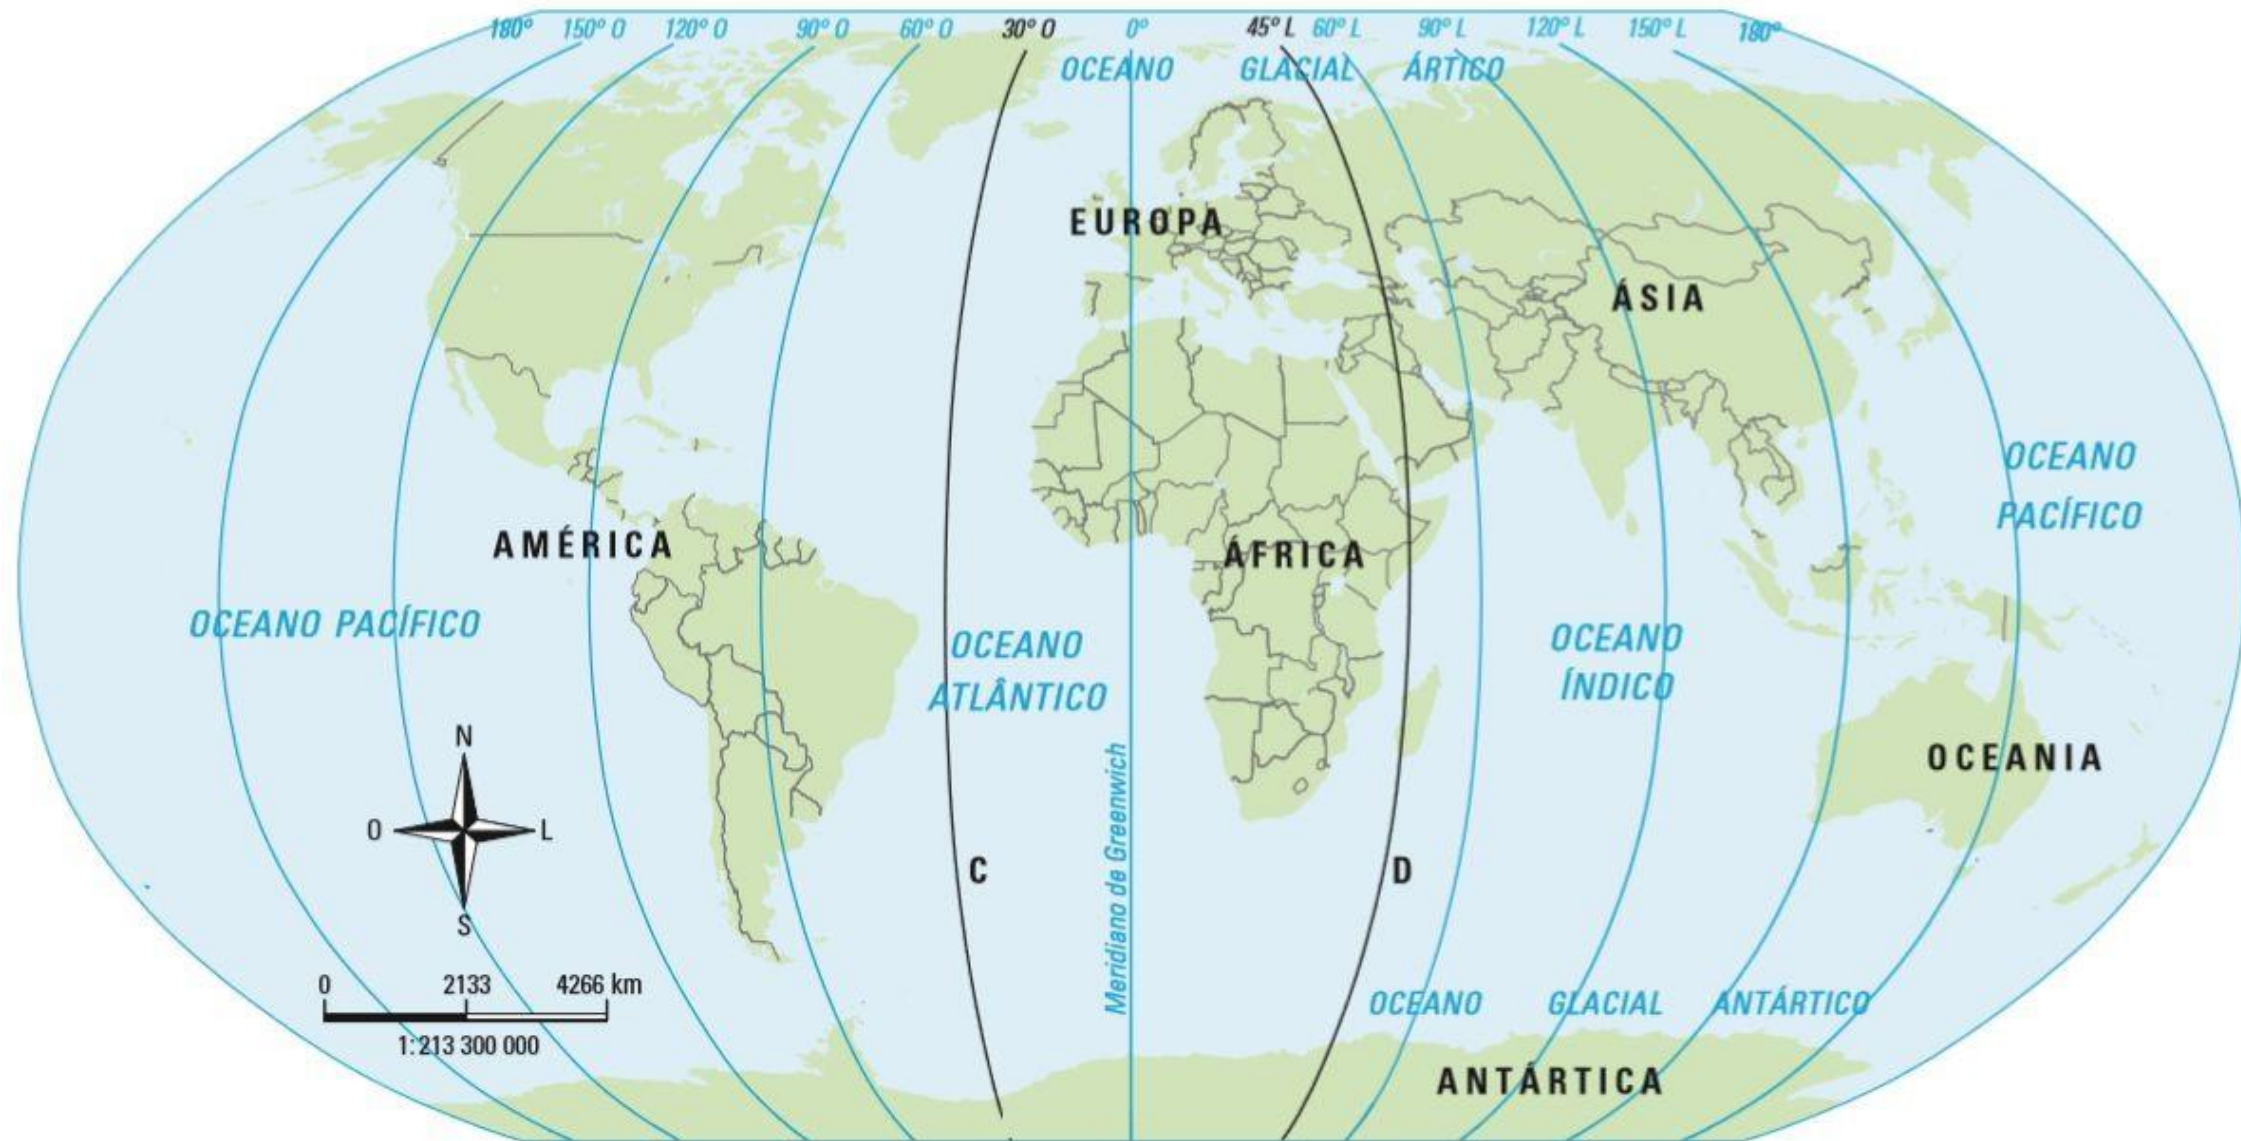 180° 150° O 120° O 90° O 60° O 30° O 0° 45° L 60° L 90° L 120° L 150° L 180°
OCEANO GLACIAL ÁRTICO
EUROPA
ÁSIA
OCEANO
PACÍFICO
AMÉRICA
ÁFRICA
OCEANO PACÍFICO
OCEANO
ATLÂNTICO
OCEANO
ÍNDICO
OCEANIA
Meridiano de Greenwich
N
O L
S
C
D
0 2133 4266 km
1: 213 300 000
OCEANO GLACIAL ANTÁRTICO
ANTÁRTICA